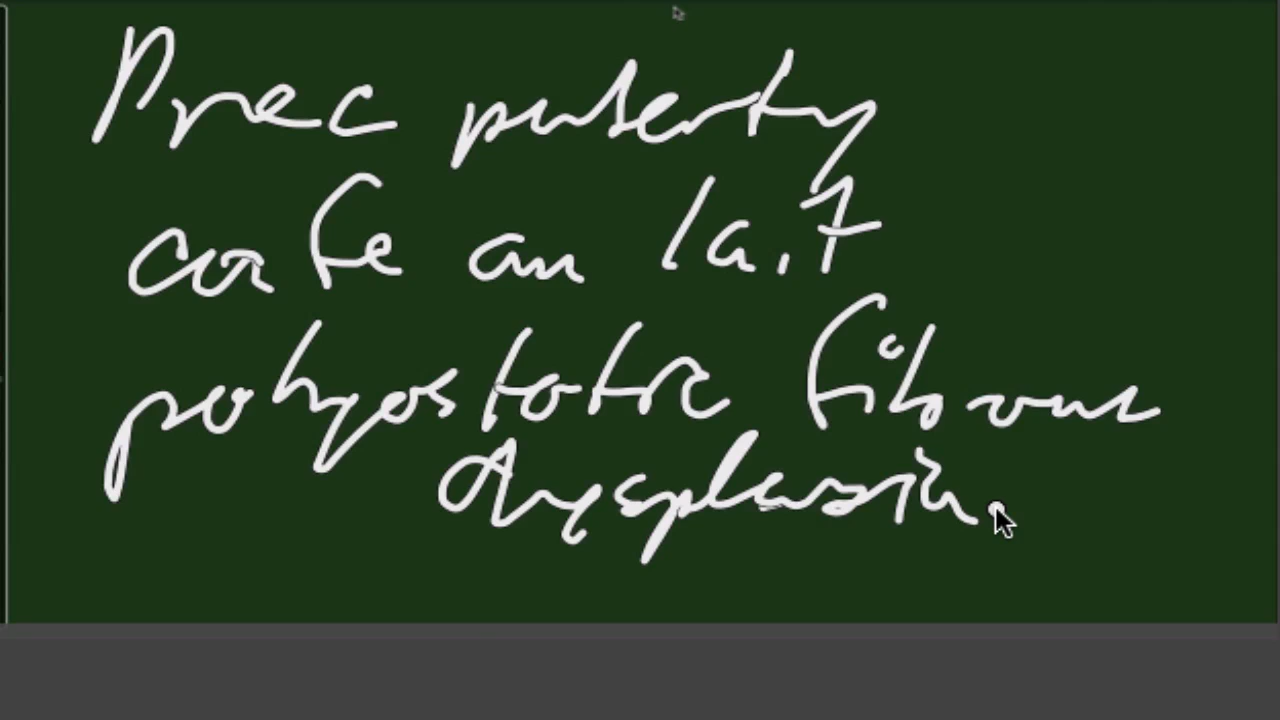 Prec puberty
cafe au lait
polyostotic fibrous
dysplasia.